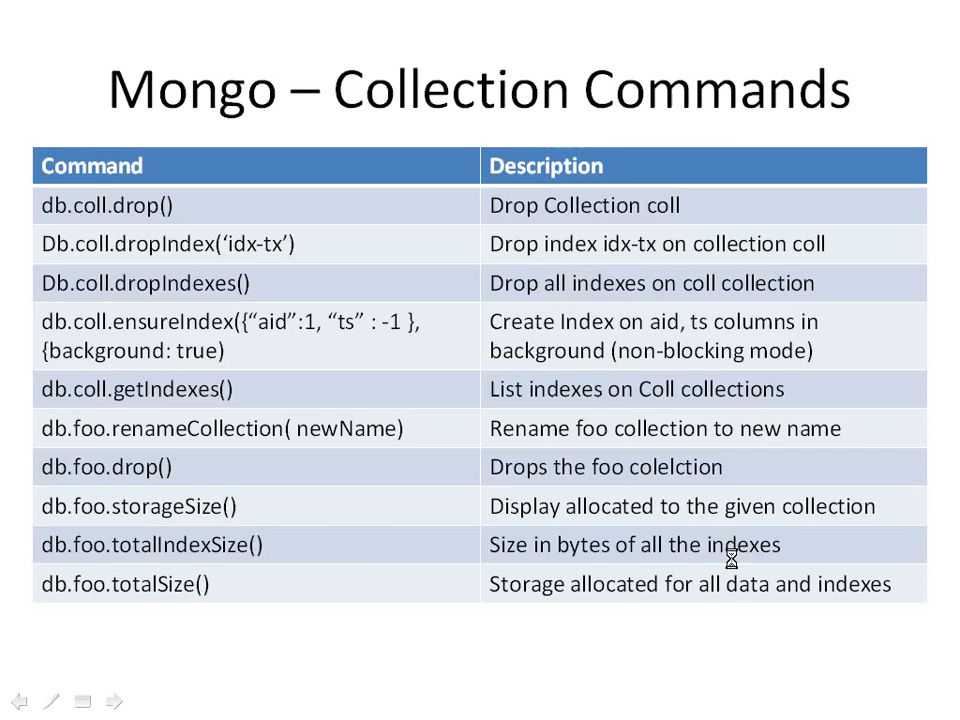 Mongo – Collection Commands
Command Description
db.coll.drop() Drop Collection coll
Db.coll.dropIndex(‘idx-tx’) Drop index idx-tx on collection coll
Db.coll.dropIndexes() Drop all indexes on coll collection
db.coll.ensureIndex({“aid”:1, “ts” : -1 }, Create Index on aid, ts columns in
{background: true) background (non-blocking mode)
db.coll.getIndexes() List indexes on Coll collections
db.foo.renameCollection( newName) Rename foo collection to new name
db.foo.drop() Drops the foo colelction
db.foo.storageSize() Display allocated to the given collection
db.foo.totalIndexSize() Size in bytes of all the indexes
db.foo.totalSize() Storage allocated for all data and indexes